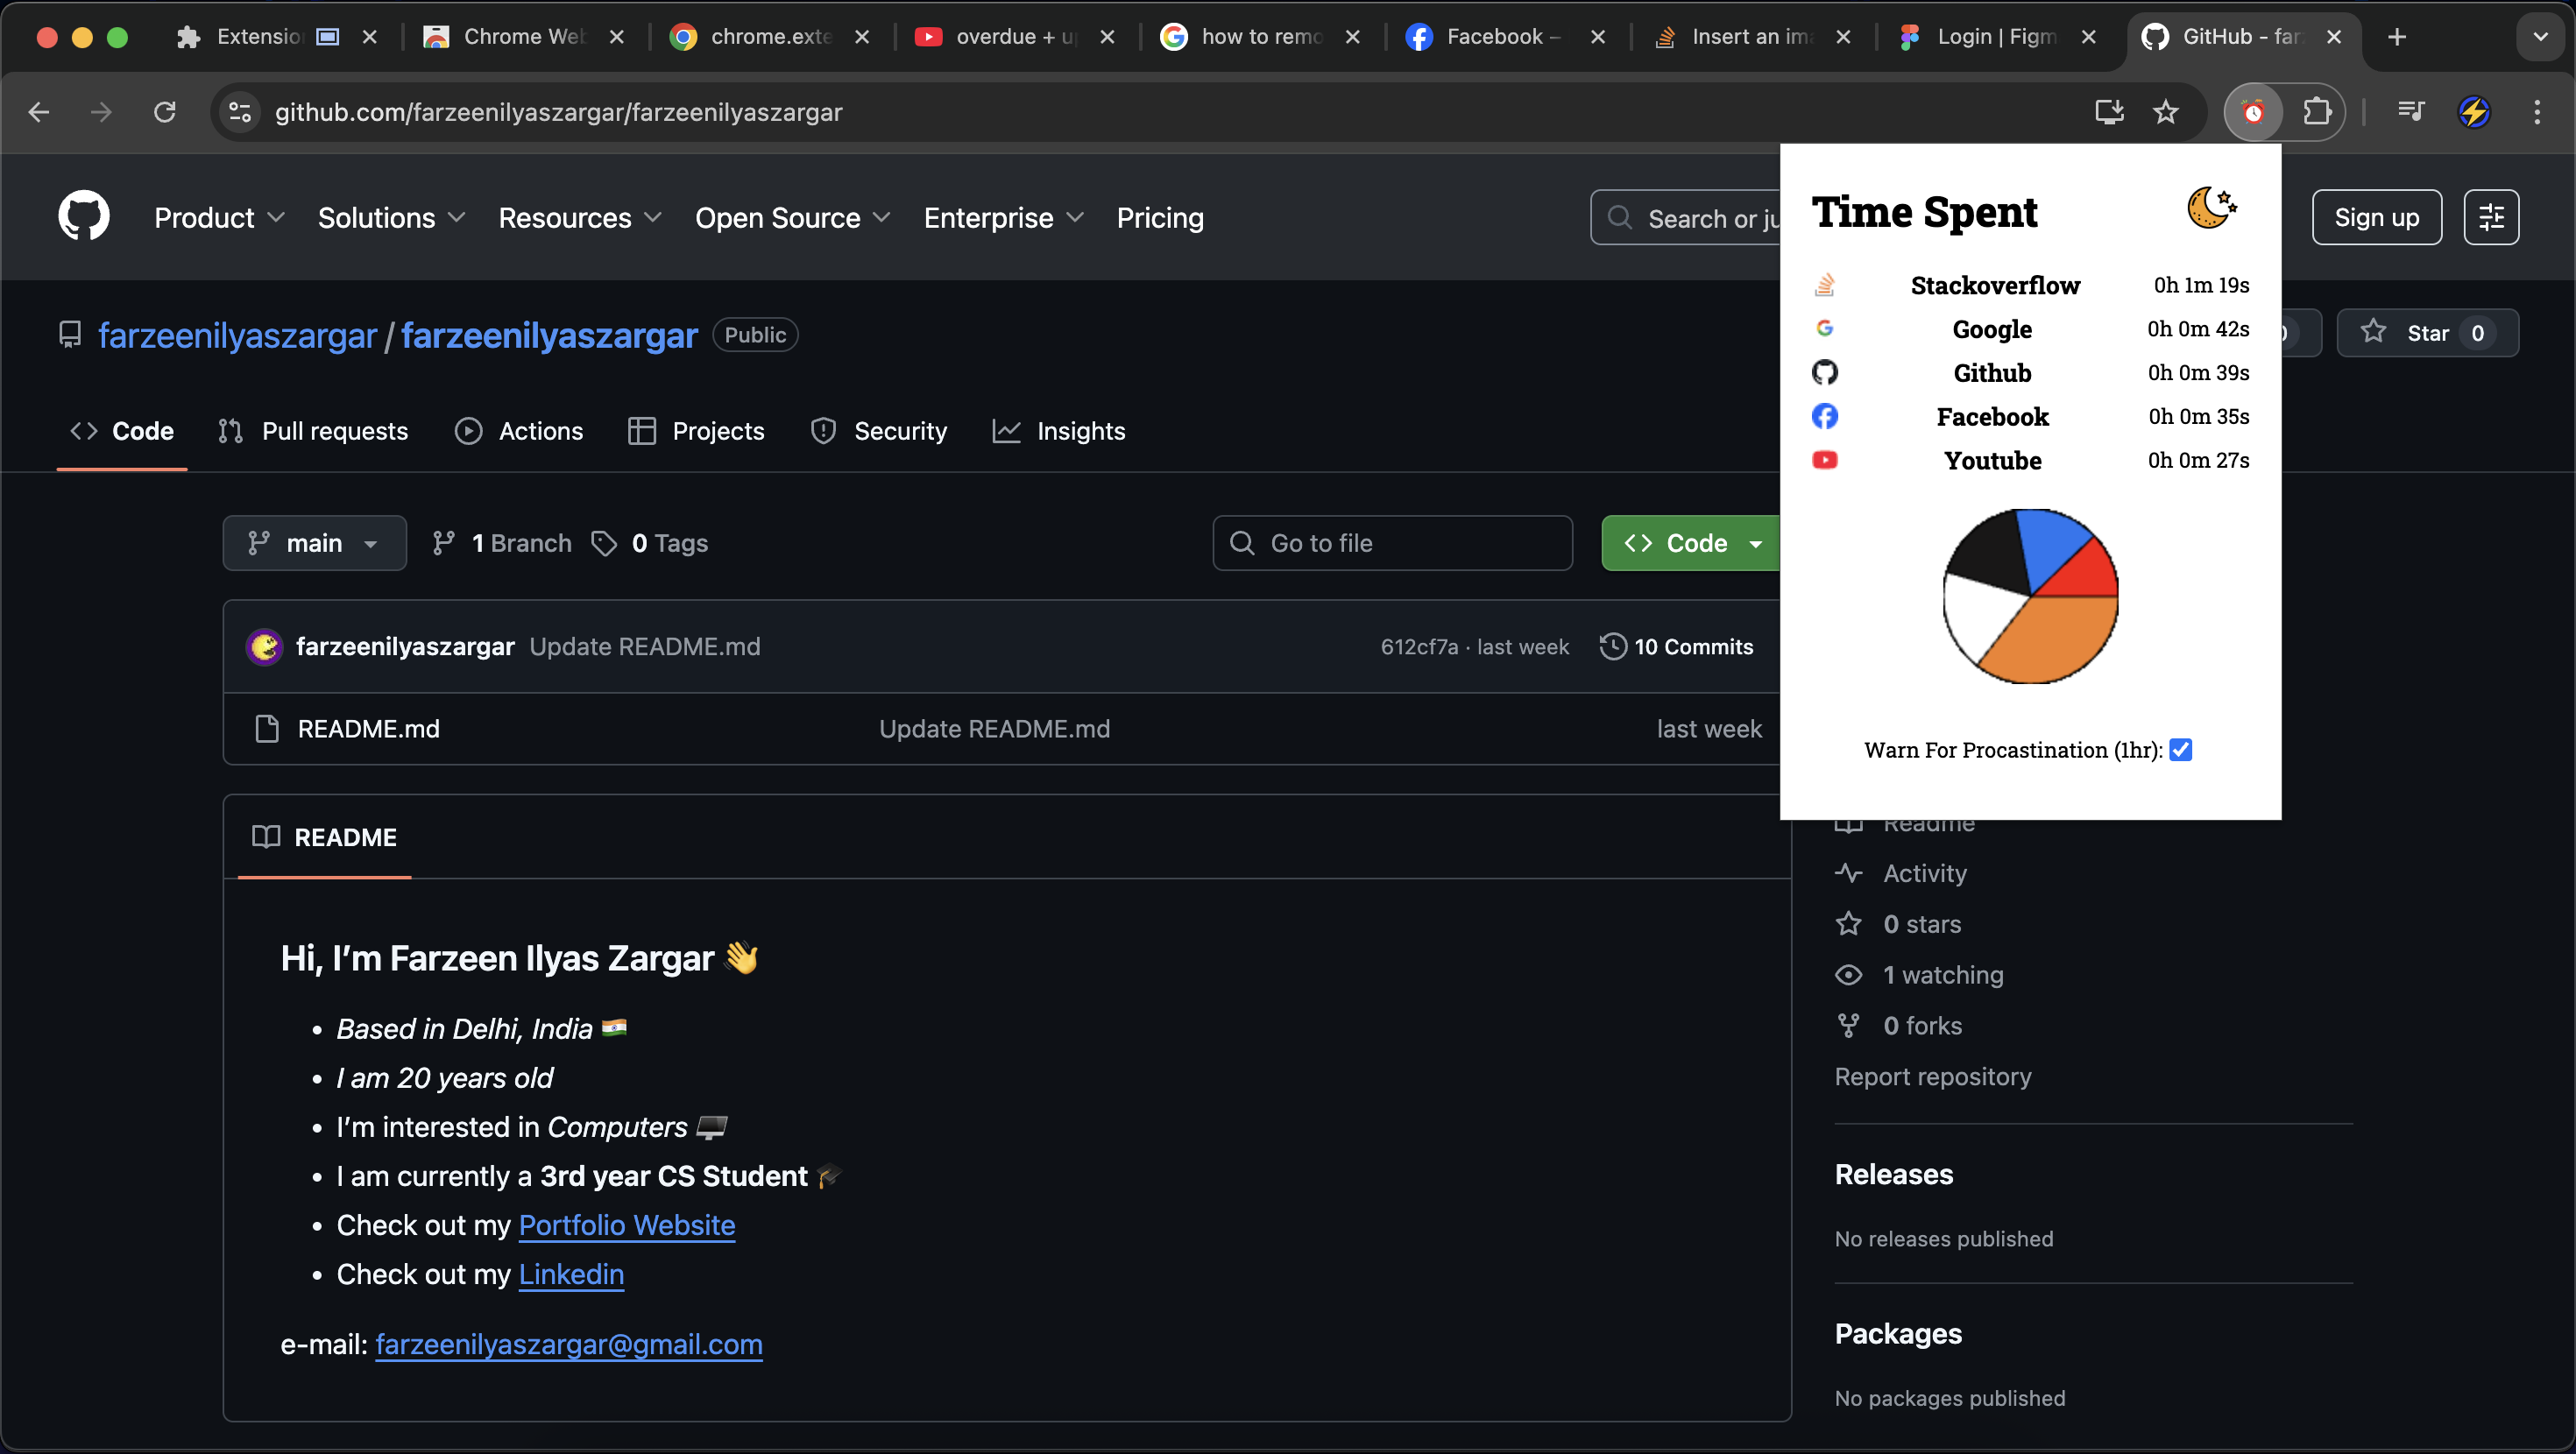 Extensio
Chrome Web
chrome.exte
overdue + u
how to remo
Facebook –
Insert an ima
Login | Figm
GitHub - far
github.com/farzeenilyaszargar/farzeenilyaszargar
Product
Solutions
Resources
Open Source
Enterprise
Pricing
Search or ju
Sign up
farzeenilyaszargar / farzeenilyaszargar
Public
Star 0
Code
Pull requests
Actions
Projects
Security
Insights
main
1 Branch
0 Tags
Go to file
Code
farzeenilyaszargar Update README.md
612cf7a · last week
10 Commits
README.md
Update README.md
last week
README
Hi, I’m Farzeen Ilyas Zargar 👋
• Based in Delhi, India 🇮🇳
• I am 20 years old
• I’m interested in Computers 🖥️
• I am currently a 3rd year CS Student 🎓
• Check out my Portfolio Website
• Check out my Linkedin
e-mail: farzeenilyaszargar@gmail.com
Time Spent
Stackoverflow 0h 1m 19s
Google 0h 0m 42s
Github 0h 0m 39s
Facebook 0h 0m 35s
Youtube 0h 0m 27s
Warn For Procastination (1hr):
Readme
Activity
0 stars
1 watching
0 forks
Report repository
Releases
No releases published
Packages
No packages published